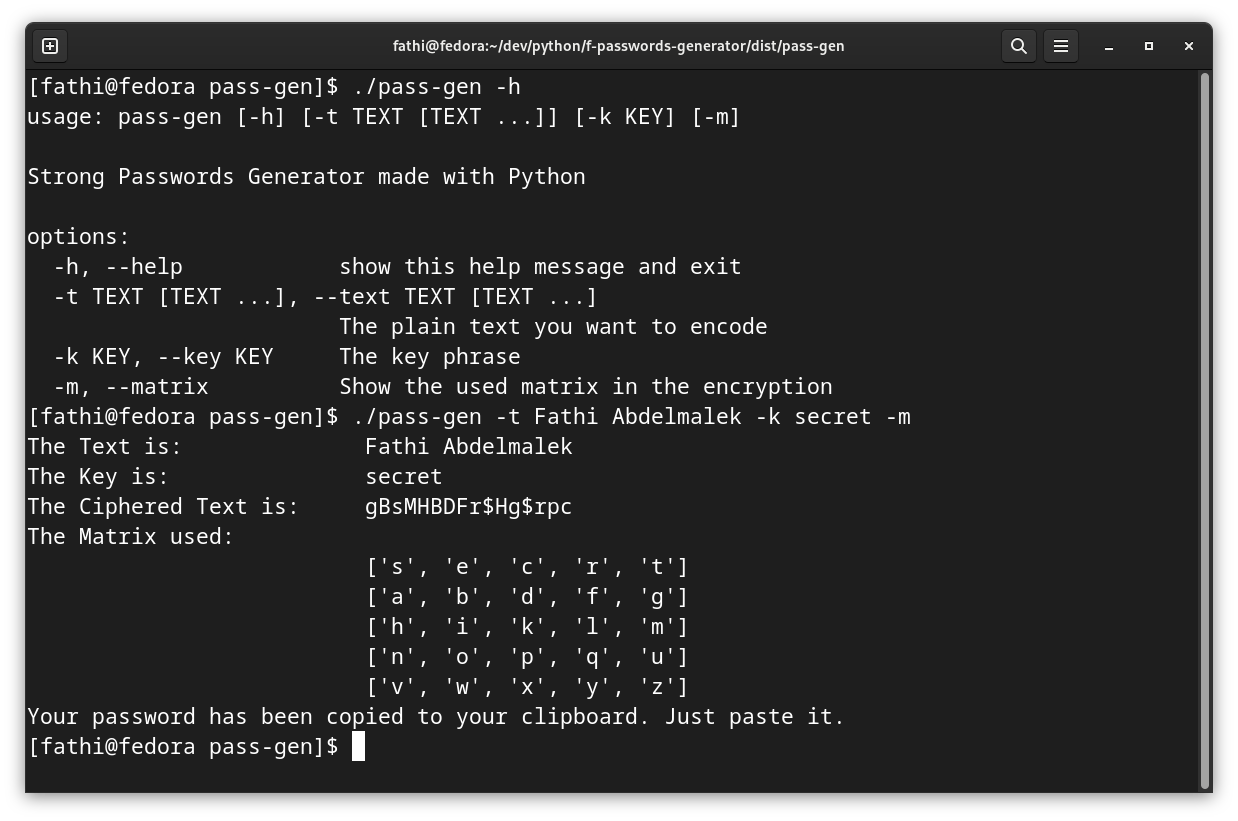 fathi@fedora:~/dev/python/f-passwords-generator/dist/pass-gen
[fathi@fedora pass-gen]$ ./pass-gen -h
usage: pass-gen [-h] [-t TEXT [TEXT ...]] [-k KEY] [-m]
Strong Passwords Generator made with Python
options:
  -h, --help            show this help message and exit
  -t TEXT [TEXT ...], --text TEXT [TEXT ...]
                        The plain text you want to encode
  -k KEY, --key KEY     The key phrase
  -m, --matrix          Show the used matrix in the encryption
[fathi@fedora pass-gen]$ ./pass-gen -t Fathi Abdelmalek -k secret -m
The Text is:              Fathi Abdelmalek
The Key is:               secret
The Ciphered Text is:     gBsMHBDFr$Hg$rpc
The Matrix used:
                          ['s', 'e', 'c', 'r', 't']
                          ['a', 'b', 'd', 'f', 'g']
                          ['h', 'i', 'k', 'l', 'm']
                          ['n', 'o', 'p', 'q', 'u']
                          ['v', 'w', 'x', 'y', 'z']
Your password has been copied to your clipboard. Just paste it.
[fathi@fedora pass-gen]$